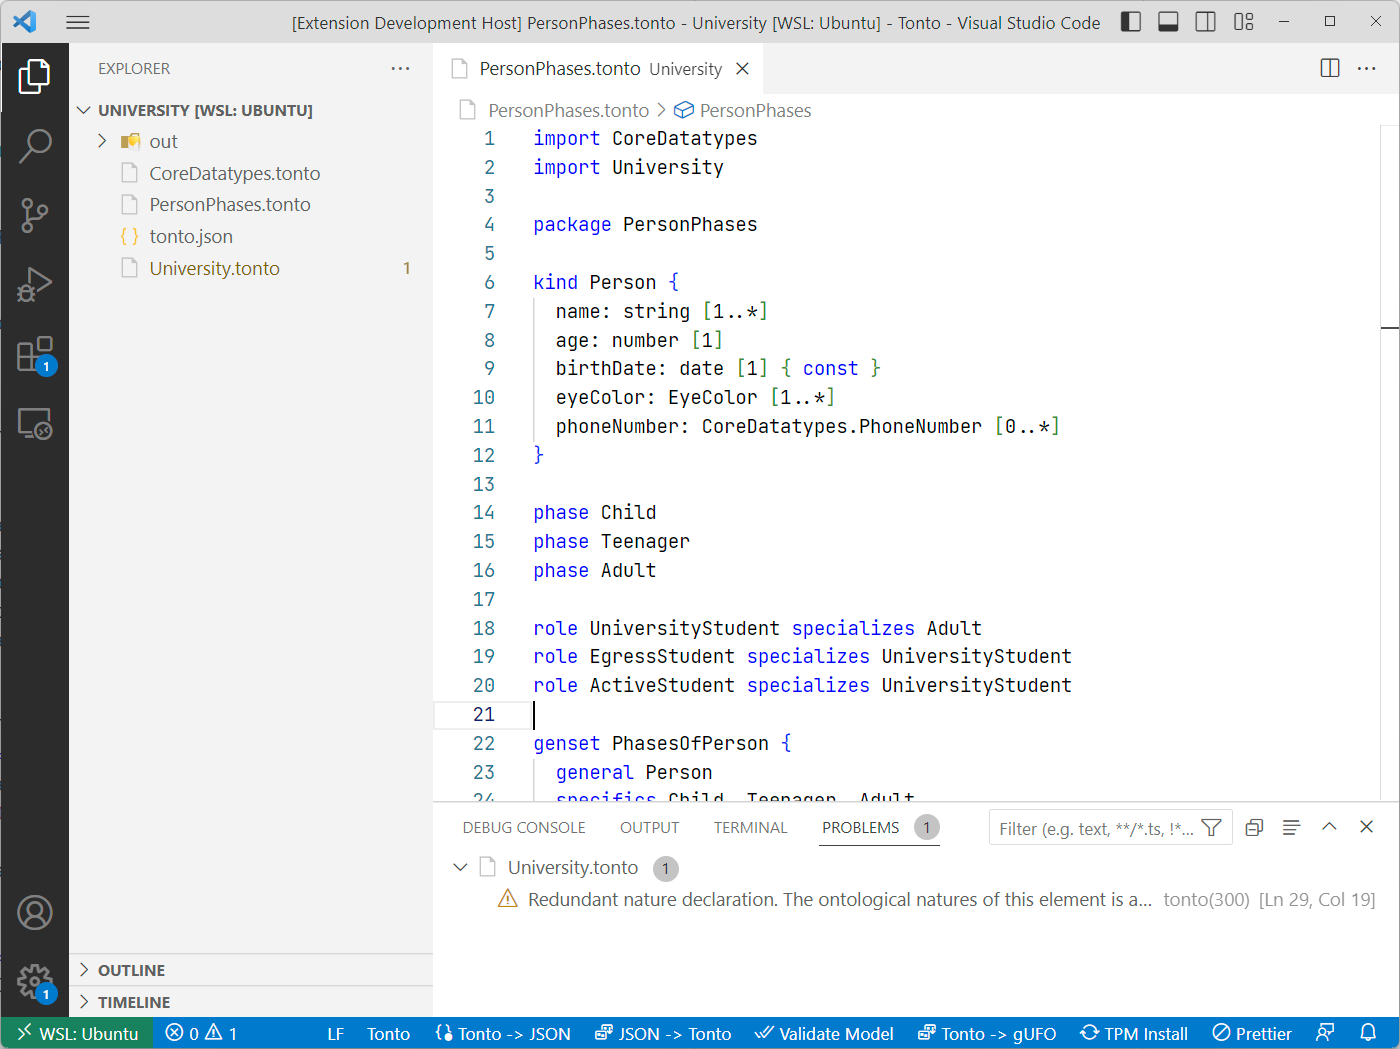 [Extension Development Host] PersonPhases.tonto - University [WSL: Ubuntu] - Tonto - Visual Studio Code
EXPLORER
UNIVERSITY [WSL: UBUNTU]
out
CoreDatatypes.tonto
PersonPhases.tonto
{ } tonto.json
University.tonto 1
PersonPhases.tonto University
PersonPhases.tonto > PersonPhases
1 import CoreDatatypes
2 import University
3
4 package PersonPhases
5
6 kind Person {
7 name: string [1..*]
8 age: number [1]
9 birthDate: date [1] { const }
10 eyeColor: EyeColor [1..*]
11 phoneNumber: CoreDatatypes.PhoneNumber [0..*]
12 }
13
14 phase Child
15 phase Teenager
16 phase Adult
17
18 role UniversityStudent specializes Adult
19 role EgressStudent specializes UniversityStudent
20 role ActiveStudent specializes UniversityStudent
21
22 genset PhasesOfPerson {
23 general Person
24 specifics Child, Teenager, Adult
DEBUG CONSOLE OUTPUT TERMINAL PROBLEMS 1 Filter (e.g. text, **/*.ts, !*...
University.tonto 1
Redundant nature declaration. The ontological natures of this element is a... tonto(300) [Ln 29, Col 19]
1
OUTLINE
1
TIMELINE
WSL: Ubuntu 0 1 LF Tonto Tonto -> JSON JSON -> Tonto Validate Model Tonto -> gUFO TPM Install Prettier